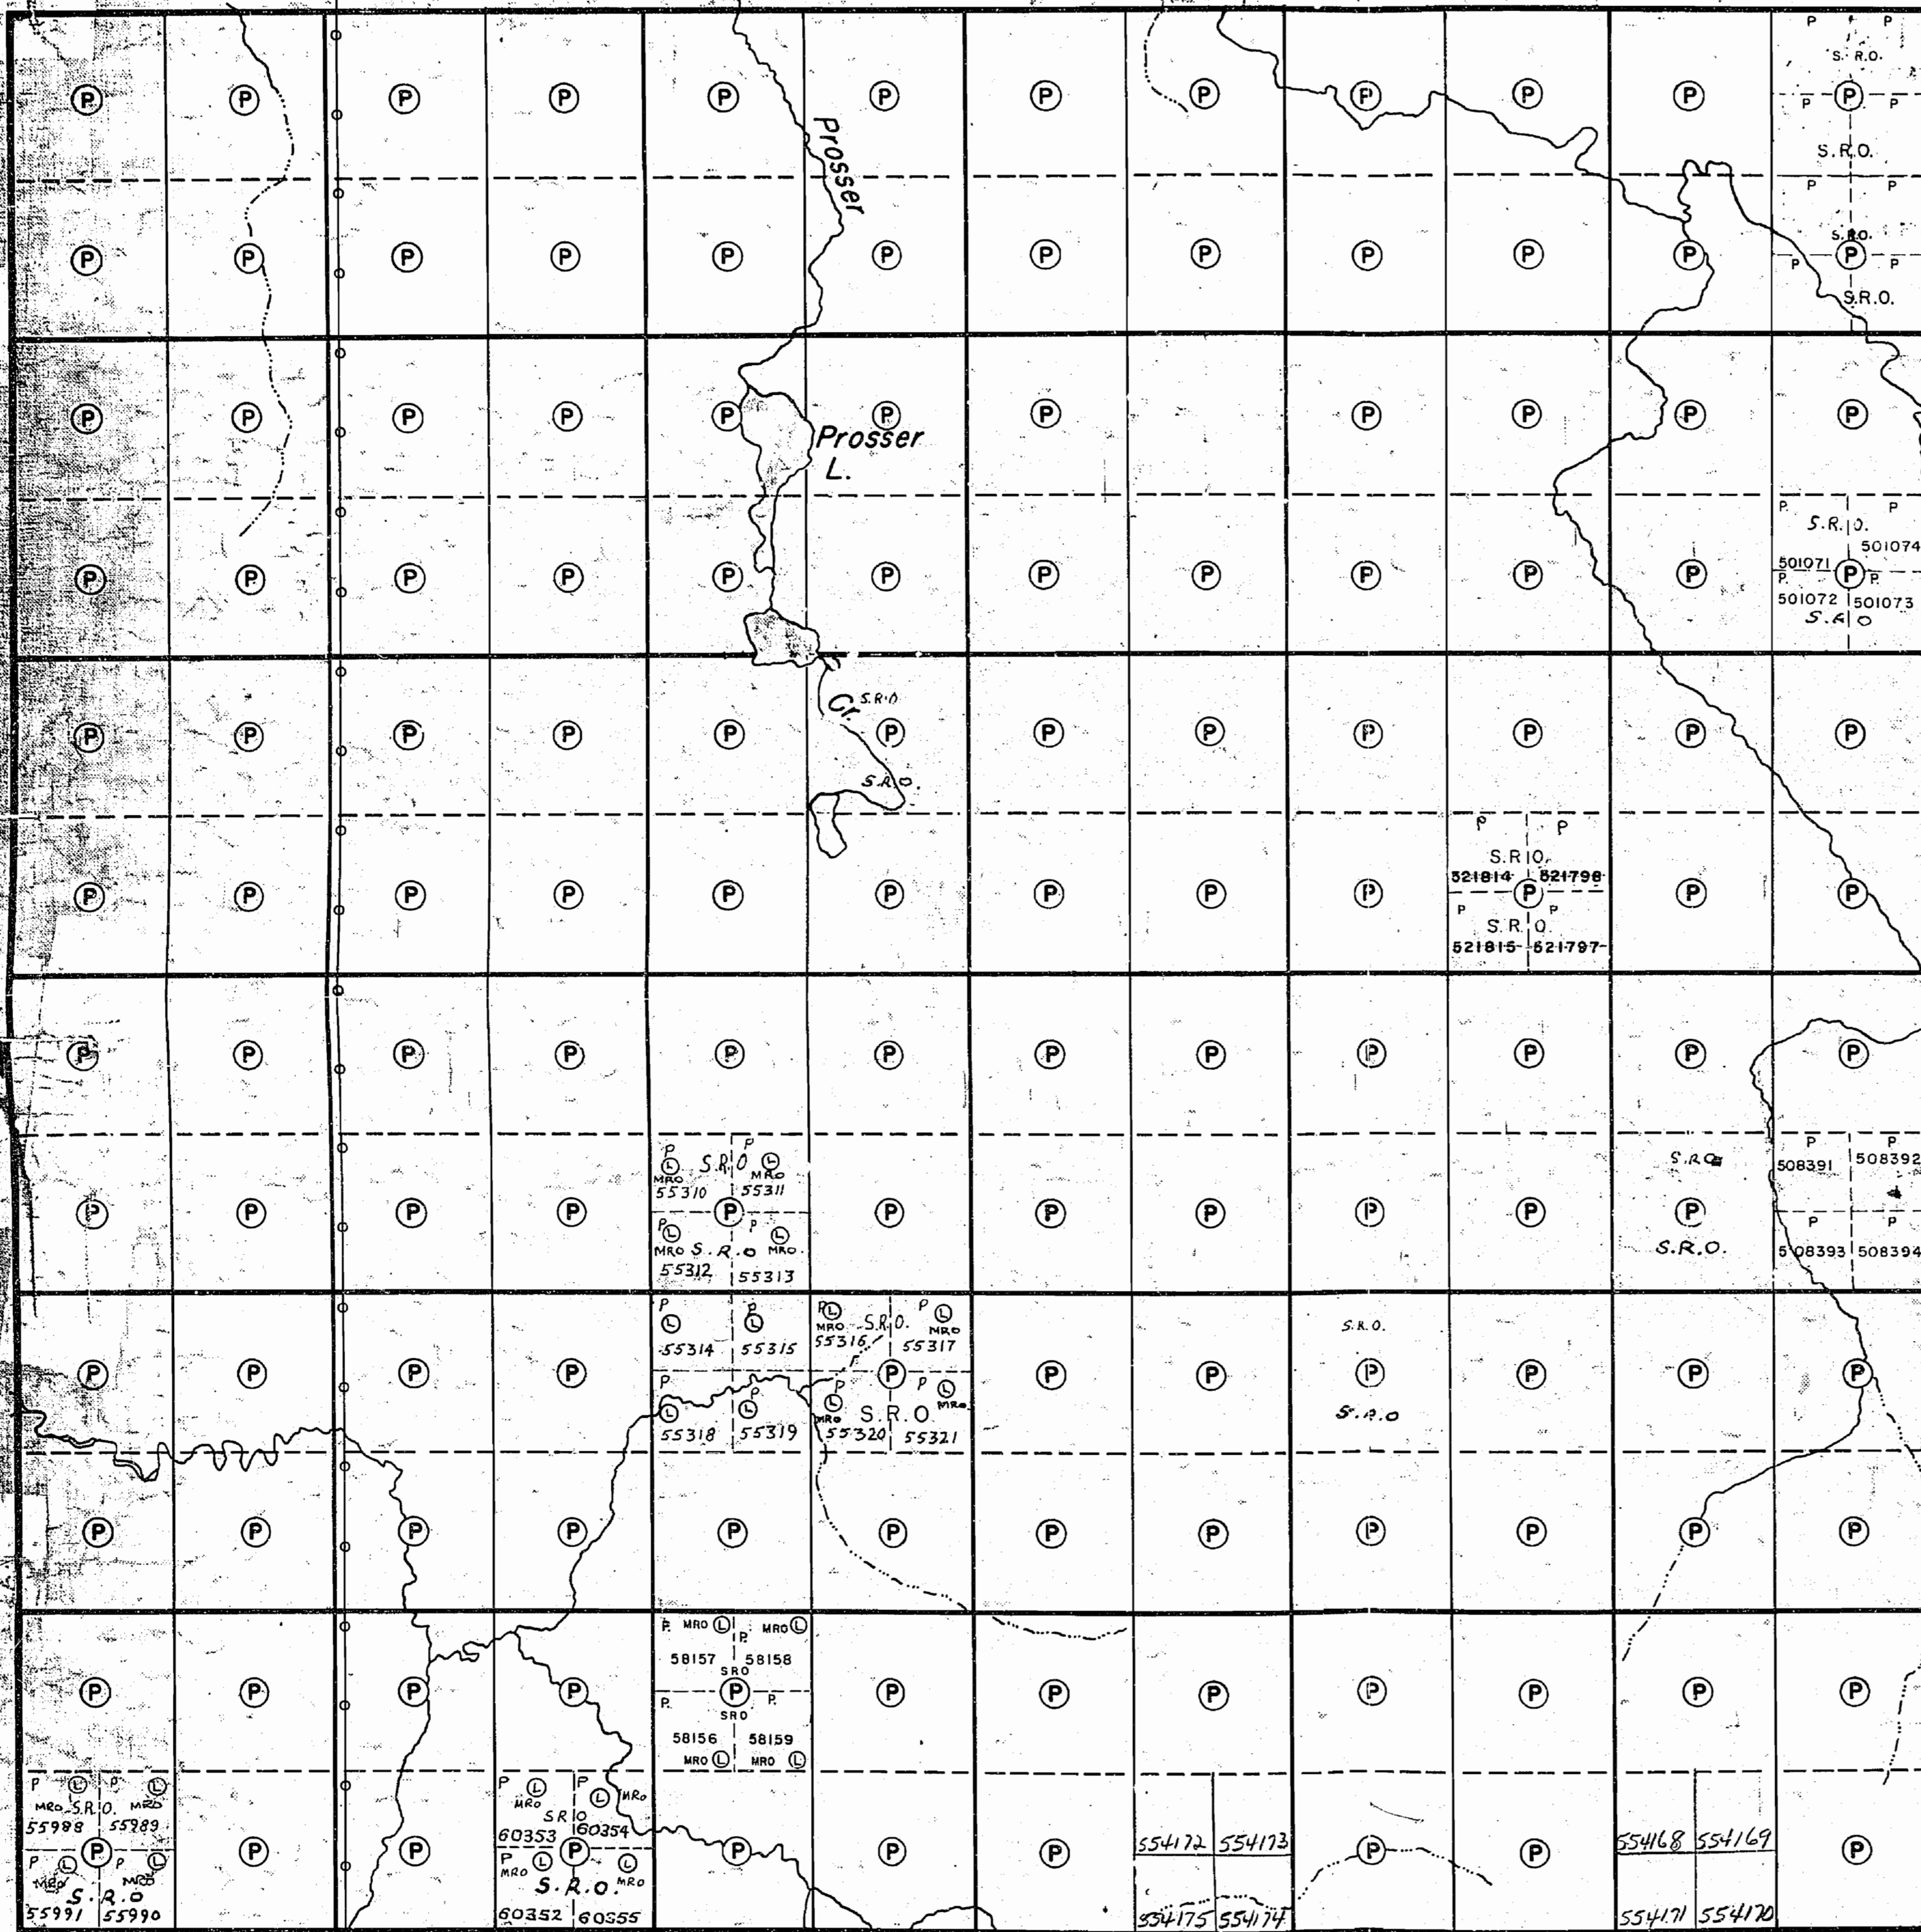 P P
S.R.O.
P P P P P P P P P P P P P P
S.R.O.
Prosser
P P
S.R.O.
P P P P P P P P P P P P P P
S.R.O.
P P P P P P P P P P P
Prosser
L.
P P
S.R.O.
501074
501071
P P P P P P P P P P P P P P
501072 501073
S.R.O
Cr.
S.R.O
P P P P P P P P P P P P
S.R.O.
P P
S.R.O.
521814 521798
P P P P P P P P P P P P
P P
S.R.O.
521815 521797
P P P P P P P P P P P P
P L S.R.O P L
MRO MRO
55310 55311
S.R.O
P P
508391 508392
P P P P P P P P P P P
P L P L
MRO S.R.O MRO.
55312 55313
S.R.O.
P P
508393 508394
P L P L P L P L
MRO S.R.O. MRO
55314 55315 55316 55317
S.R.O.
P P P P P P P P P P P
P L P L P L P L
MRO S.R.O. MRO
55318 55319 55320 55321
S.R.O
P P P P P P P P P P P P
P. MRO L P. MRO L
58157 58158
SRO
P P P P P P P P P P P P
P. P.
SRO
58156 58159
MRO L MRO L
P L P L P L P L
MRO S.R.O. MRO MRO MRO
S R O
55988 55989 60353 60354
554172 554173 554168 554169
P P P P P P P P P P
P L P L P L L
MRO MRO MRO MRO
S.R.O S.R.O.
55991 55990 60352 60355
554175 554174 554171 554170